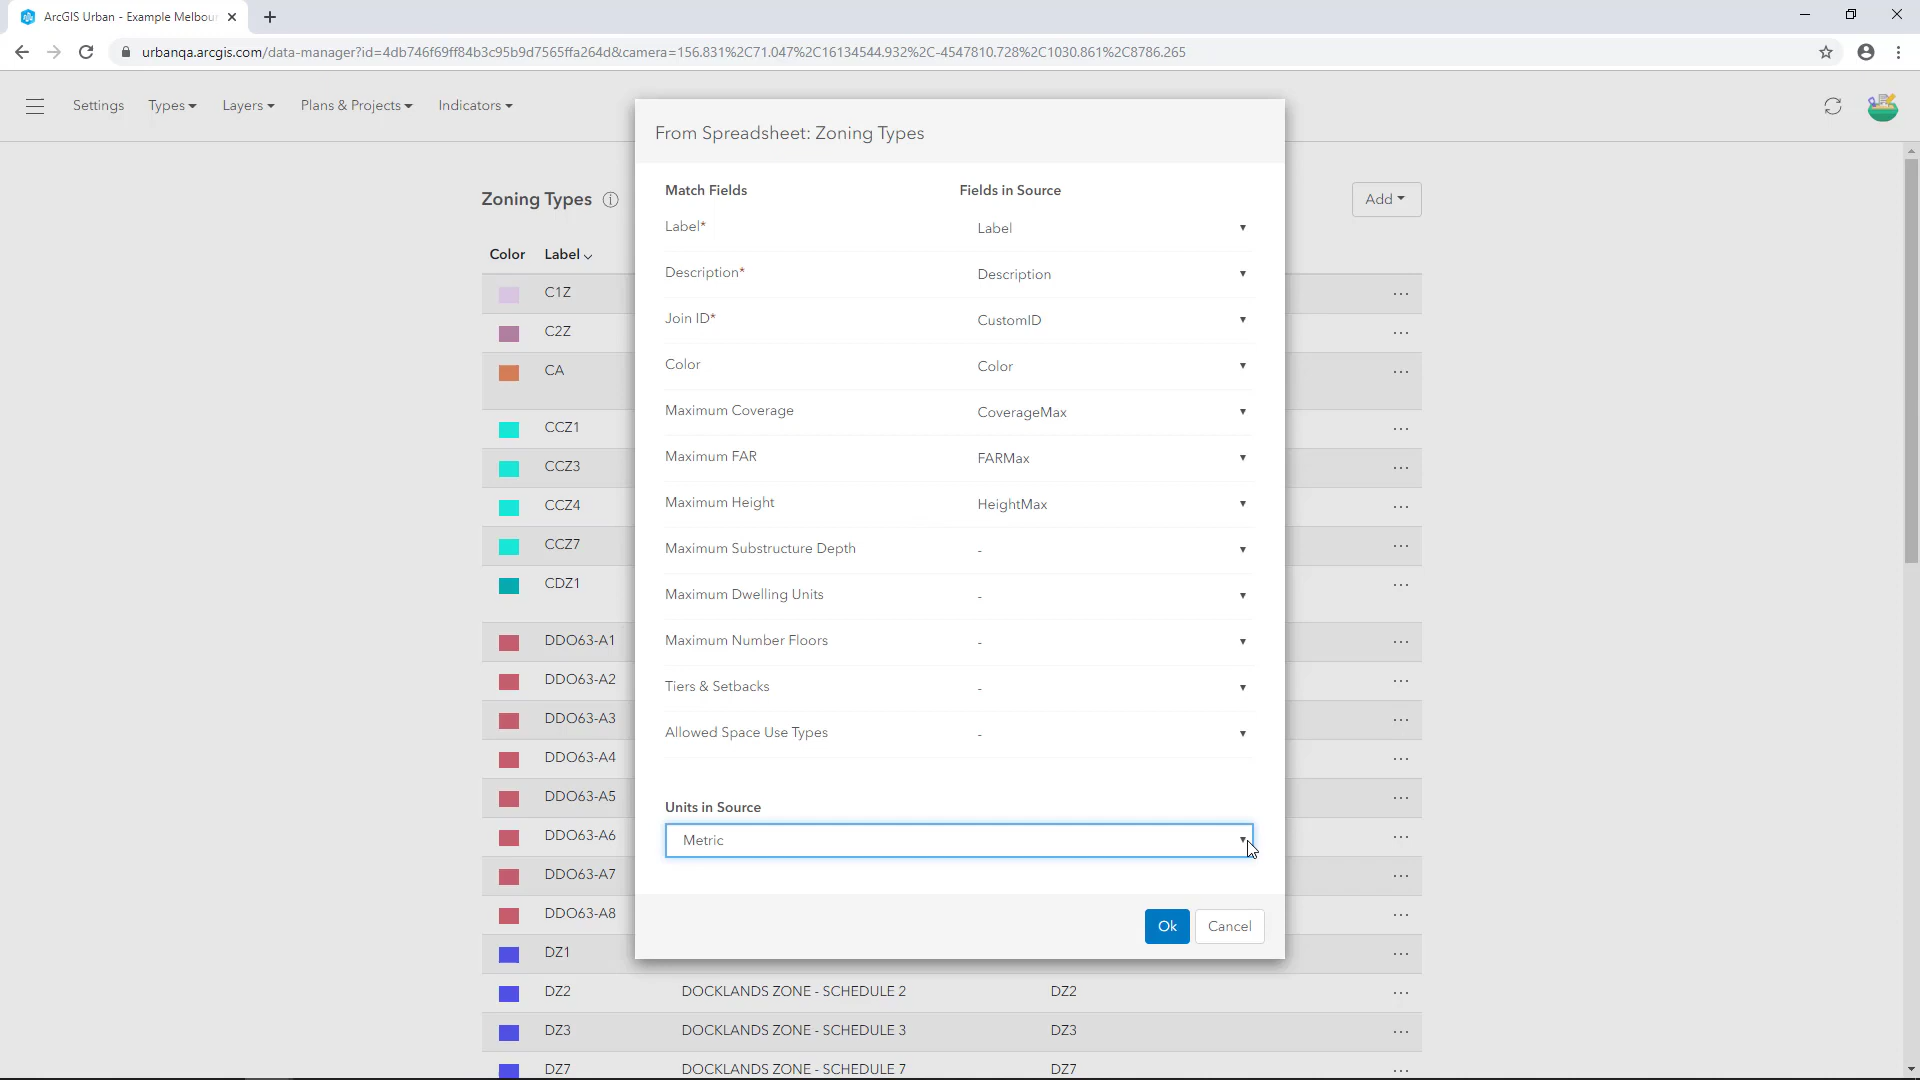 ArcGIS Urban - Example Melbou
urbanqa.arcgis.com/data-manager?id=4db746f69ff84b3c95b9d7565ffa264d&camera=156.831%2C71.047%2C16134544.932%2C-4547810.728%2C1030.861%2C8786.265
Settings Types Layers Plans & Projects Indicators
From Spreadsheet: Zoning Types
Zoning Types
Add
Color Label
C1Z
C2Z
CA
CCZ1
CCZ3
CCZ4
CCZ7
CDZ1
DDO63-A1
DDO63-A2
DDO63-A3
DDO63-A4
DDO63-A5
DDO63-A6
DDO63-A7
DDO63-A8
DZ1
DZ2 DOCKLANDS ZONE - SCHEDULE 2 DZ2
DZ3 DOCKLANDS ZONE - SCHEDULE 3 DZ3
DZ7 DOCKLANDS ZONE - SCHEDULE 7 DZ7
Match Fields Fields in Source
Label* Label
Description* Description
Join ID* CustomID
Color Color
Maximum Coverage CoverageMax
Maximum FAR FARMax
Maximum Height HeightMax
Maximum Substructure Depth -
Maximum Dwelling Units -
Maximum Number Floors -
Tiers & Setbacks -
Allowed Space Use Types -
Units in Source
Metric
Ok Cancel